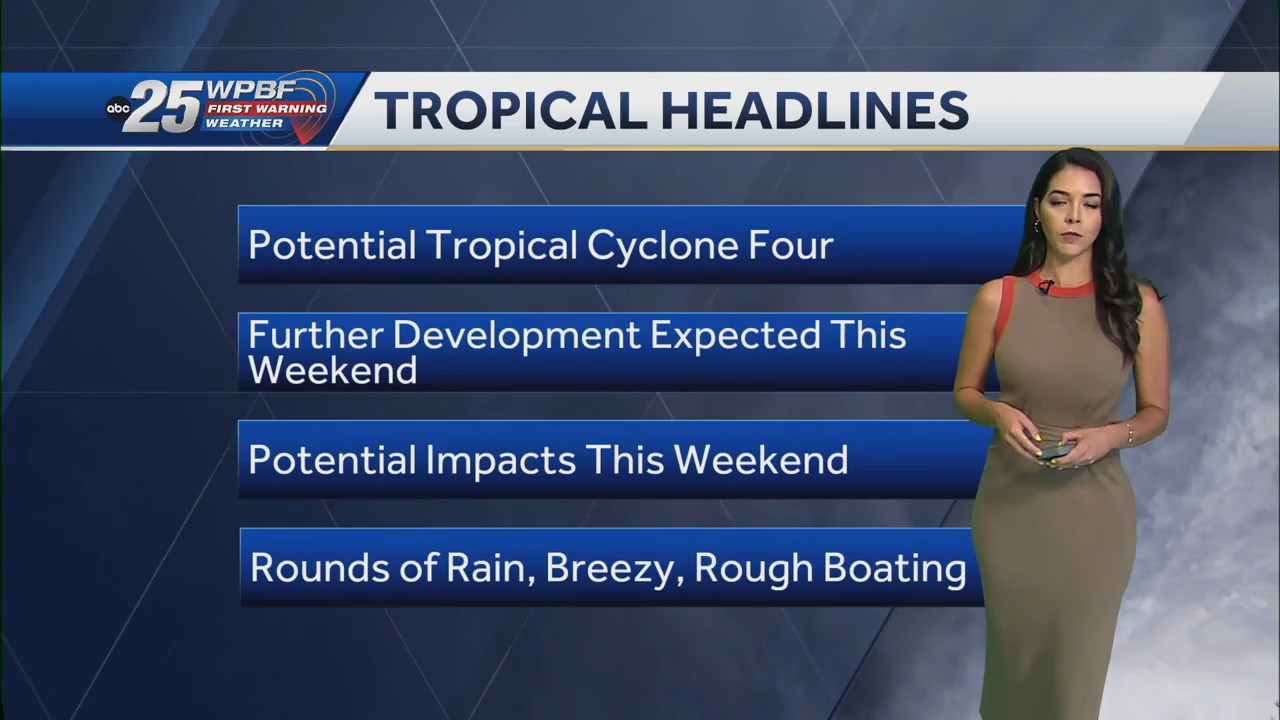 abc 25 WPBF
FIRST WARNING
WEATHER
TROPICAL HEADLINES
Potential Tropical Cyclone Four
Further Development Expected This
Weekend
Potential Impacts This Weekend
Rounds of Rain, Breezy, Rough Boating